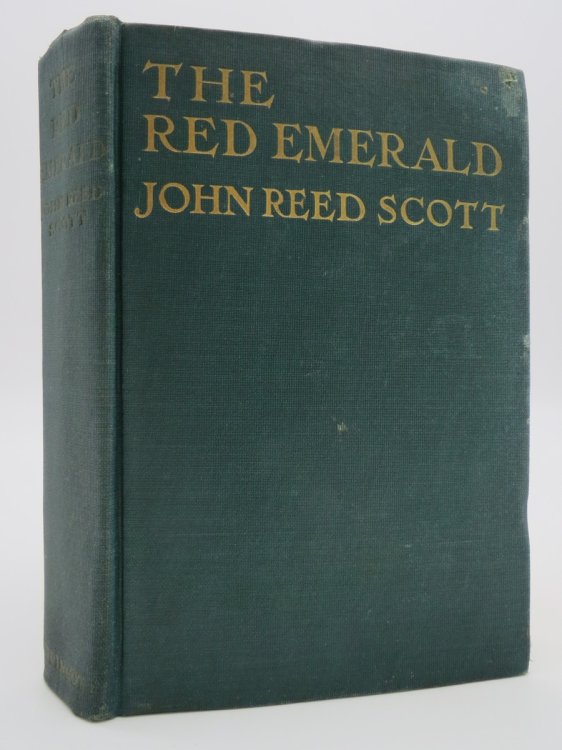 THE
RED EMERALD
JOHN REED SCOTT
THE
RED
EMERALD
JOHN REED
SCOTT